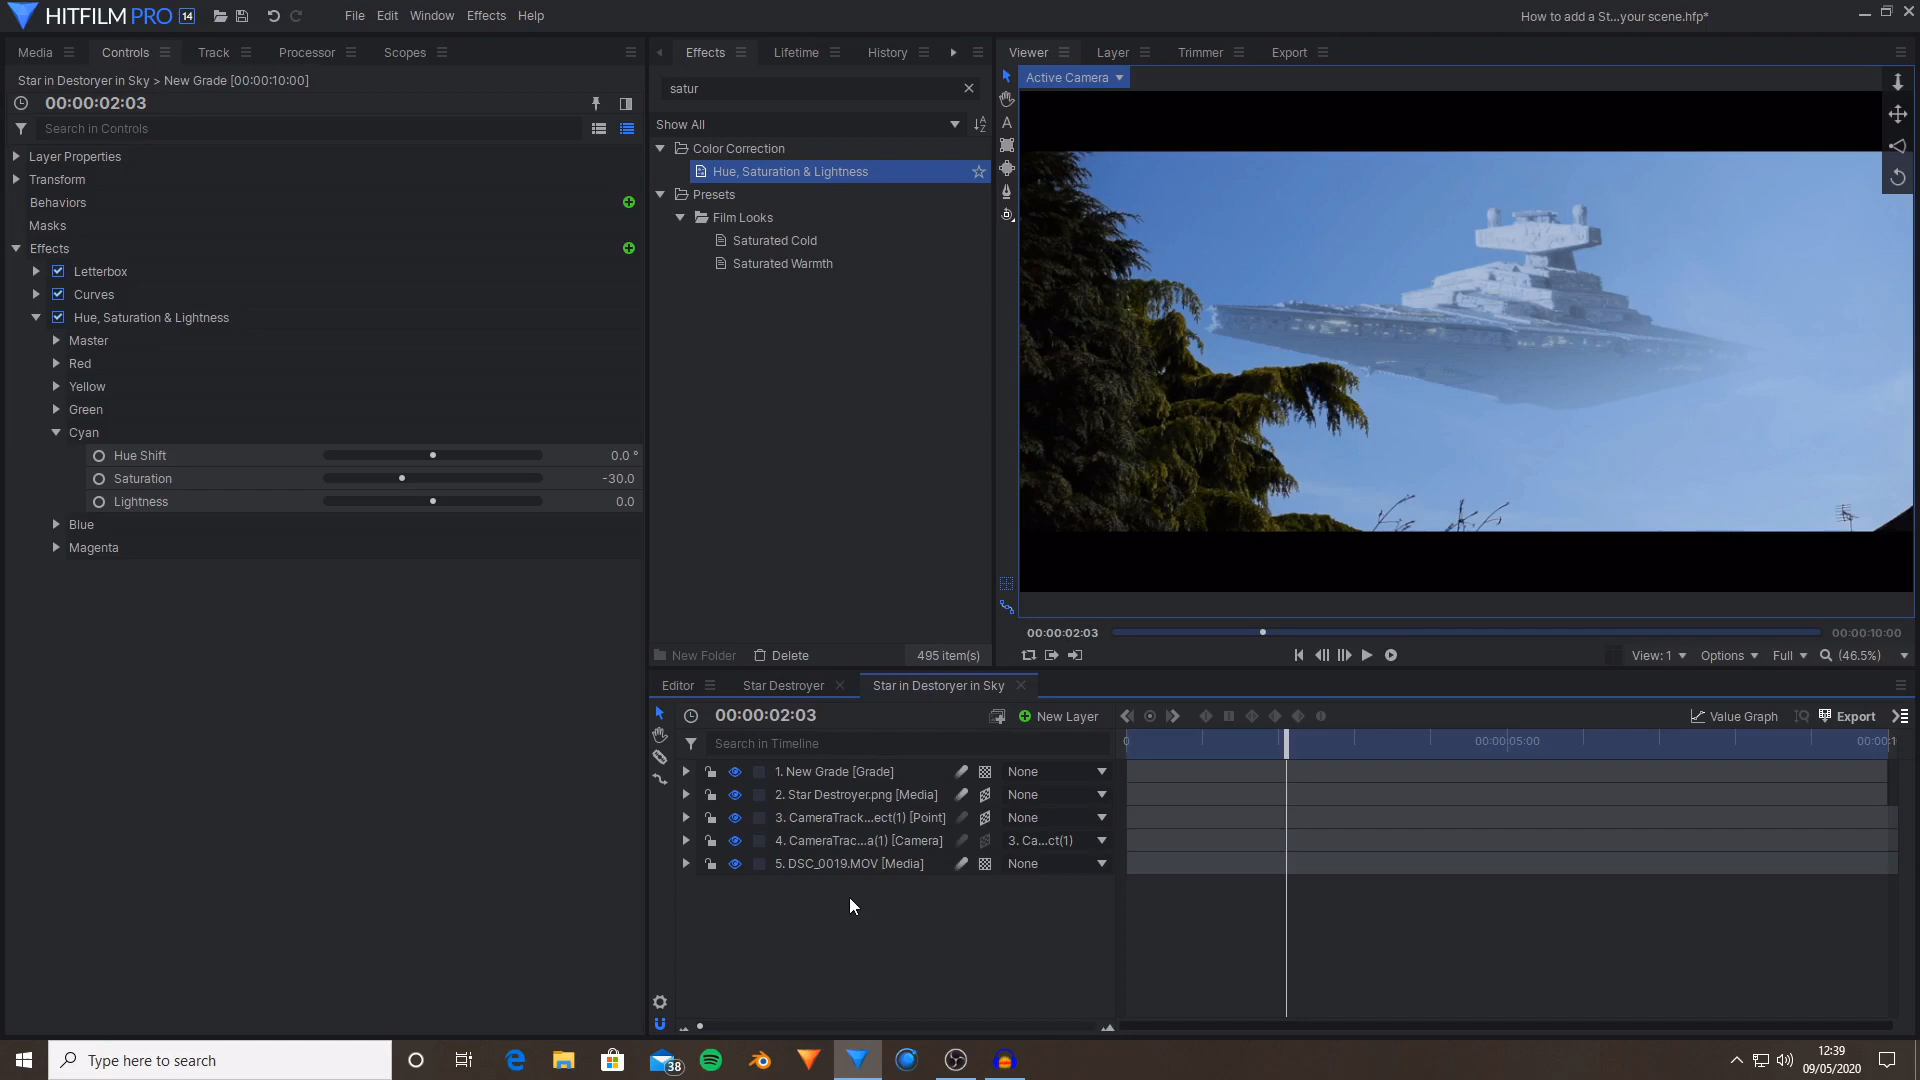 HITFILM PRO 14
File Edit Window Effects Help
How to add a St...your scene.hfp*
Media Controls Track Processor Scopes
Star in Destoryer in Sky > New Grade [00:00:10:00]
00:00:02:03
Search in Controls
Layer Properties
Transform
Behaviors
Masks
Effects
Letterbox
Curves
Hue, Saturation & Lightness
Master
Red
Yellow
Green
Cyan
Hue Shift 0.0 °
Saturation -30.0
Lightness 0.0
Blue
Magenta
Effects Lifetime History
satur
Show All
Color Correction
Hue, Saturation & Lightness
Presets
Film Looks
Saturated Cold
Saturated Warmth
New Folder Delete 495 item(s)
Viewer Layer Trimmer Export
Active Camera
00:00:02:03 00:00:10:00
View: 1 Options Full (46.5%)
Editor Star Destroyer Star in Destoryer in Sky
00:00:02:03 New Layer Value Graph Export
Search in Timeline 0 00:00:05:00 00:00:1
1. New Grade [Grade] None
2. Star Destroyer.png [Media] None
3. CameraTrack...ect(1) [Point] None
4. CameraTrac...a(1) [Camera] 3. Ca...ct(1)
5. DSC_0019.MOV [Media] None
Type here to search
38
12:39
09/05/2020